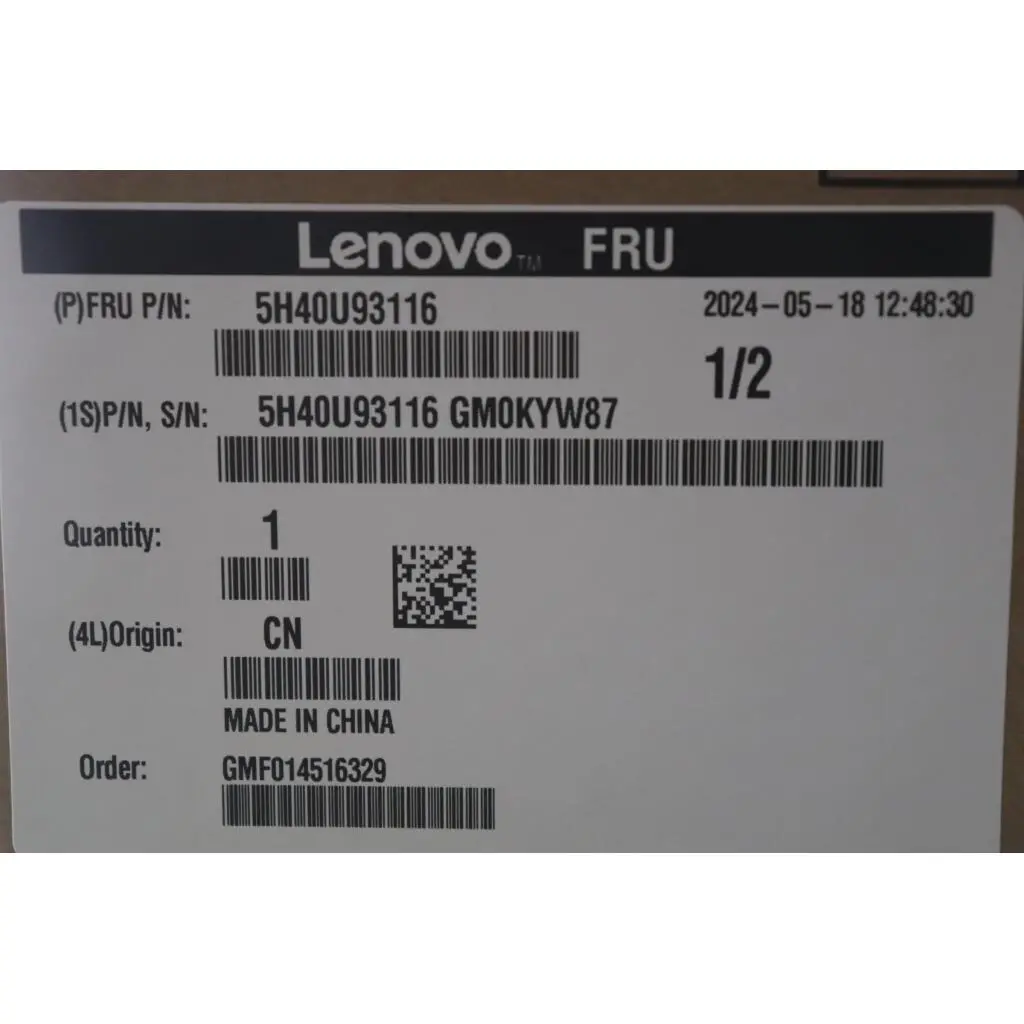 Lenovo™ FRU
(P)FRU P/N: 5H40U93116 2024-05-18 12:48:30
1/2
(1S)P/N, S/N: 5H40U93116 GM0KYW87
Quantity: 1
(4L)Origin: CN
MADE IN CHINA
Order: GMF014516329